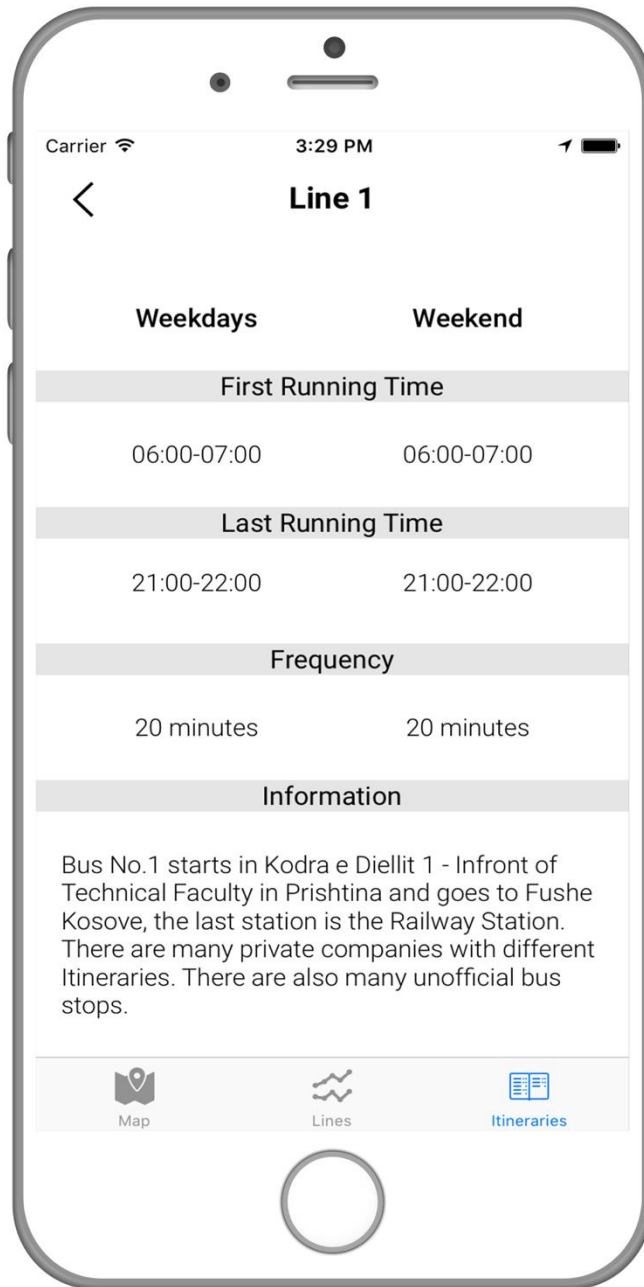 Carrier 3:29 PM
Line 1
Weekdays Weekend
First Running Time
06:00-07:00 06:00-07:00
Last Running Time
21:00-22:00 21:00-22:00
Frequency
20 minutes 20 minutes
Information
Bus No.1 starts in Kodra e Diellit 1 - Infront of
Technical Faculty in Prishtina and goes to Fushe
Kosove, the last station is the Railway Station.
There are many private companies with different
Itineraries. There are also many unofficial bus
stops.
Map Lines Itineraries